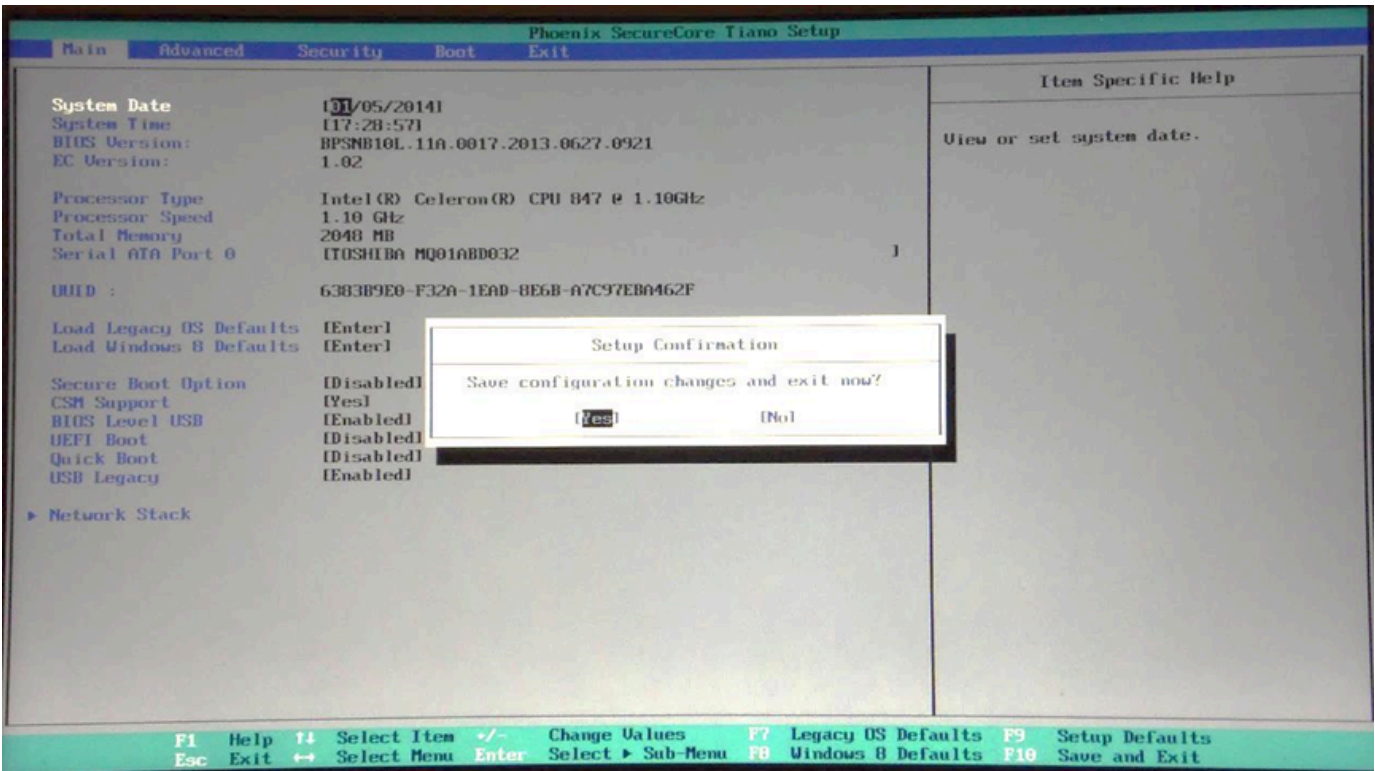 Phoenix SecureCore Tiano Setup
Main Advanced Security Boot Exit
Item Specific Help
System Date [01/05/2014]
System Time [17:28:57]
View or set system date.
BIOS Version: BPSNB10L.11A.0017.2013.0627.0921
EC Version: 1.02
Processor Type Intel(R) Celeron(R) CPU 847 @ 1.10GHz
Processor Speed 1.10 GHz
Total Memory 2048 MB
Serial ATA Port 0 [TOSHIBA MQ01ABD032 ]
UUID : 6383B9E0-F32A-1EAD-8E6B-A7C97EBA462F
Load Legacy OS Defaults [Enter]
Load Windows 8 Defaults [Enter]
Setup Confirmation
Save configuration changes and exit now?
[Yes] [No]
Secure Boot Option [Disabled]
CSM Support [Yes]
BIOS Level USB [Enabled]
UEFI Boot [Disabled]
Quick Boot [Disabled]
USB Legacy [Enabled]
▶ Network Stack
F1 Help ↑↓ Select Item +/- Change Values F7 Legacy OS Defaults F9 Setup Defaults
Esc Exit ↔ Select Menu Enter Select ▶ Sub-Menu F8 Windows 8 Defaults F10 Save and Exit